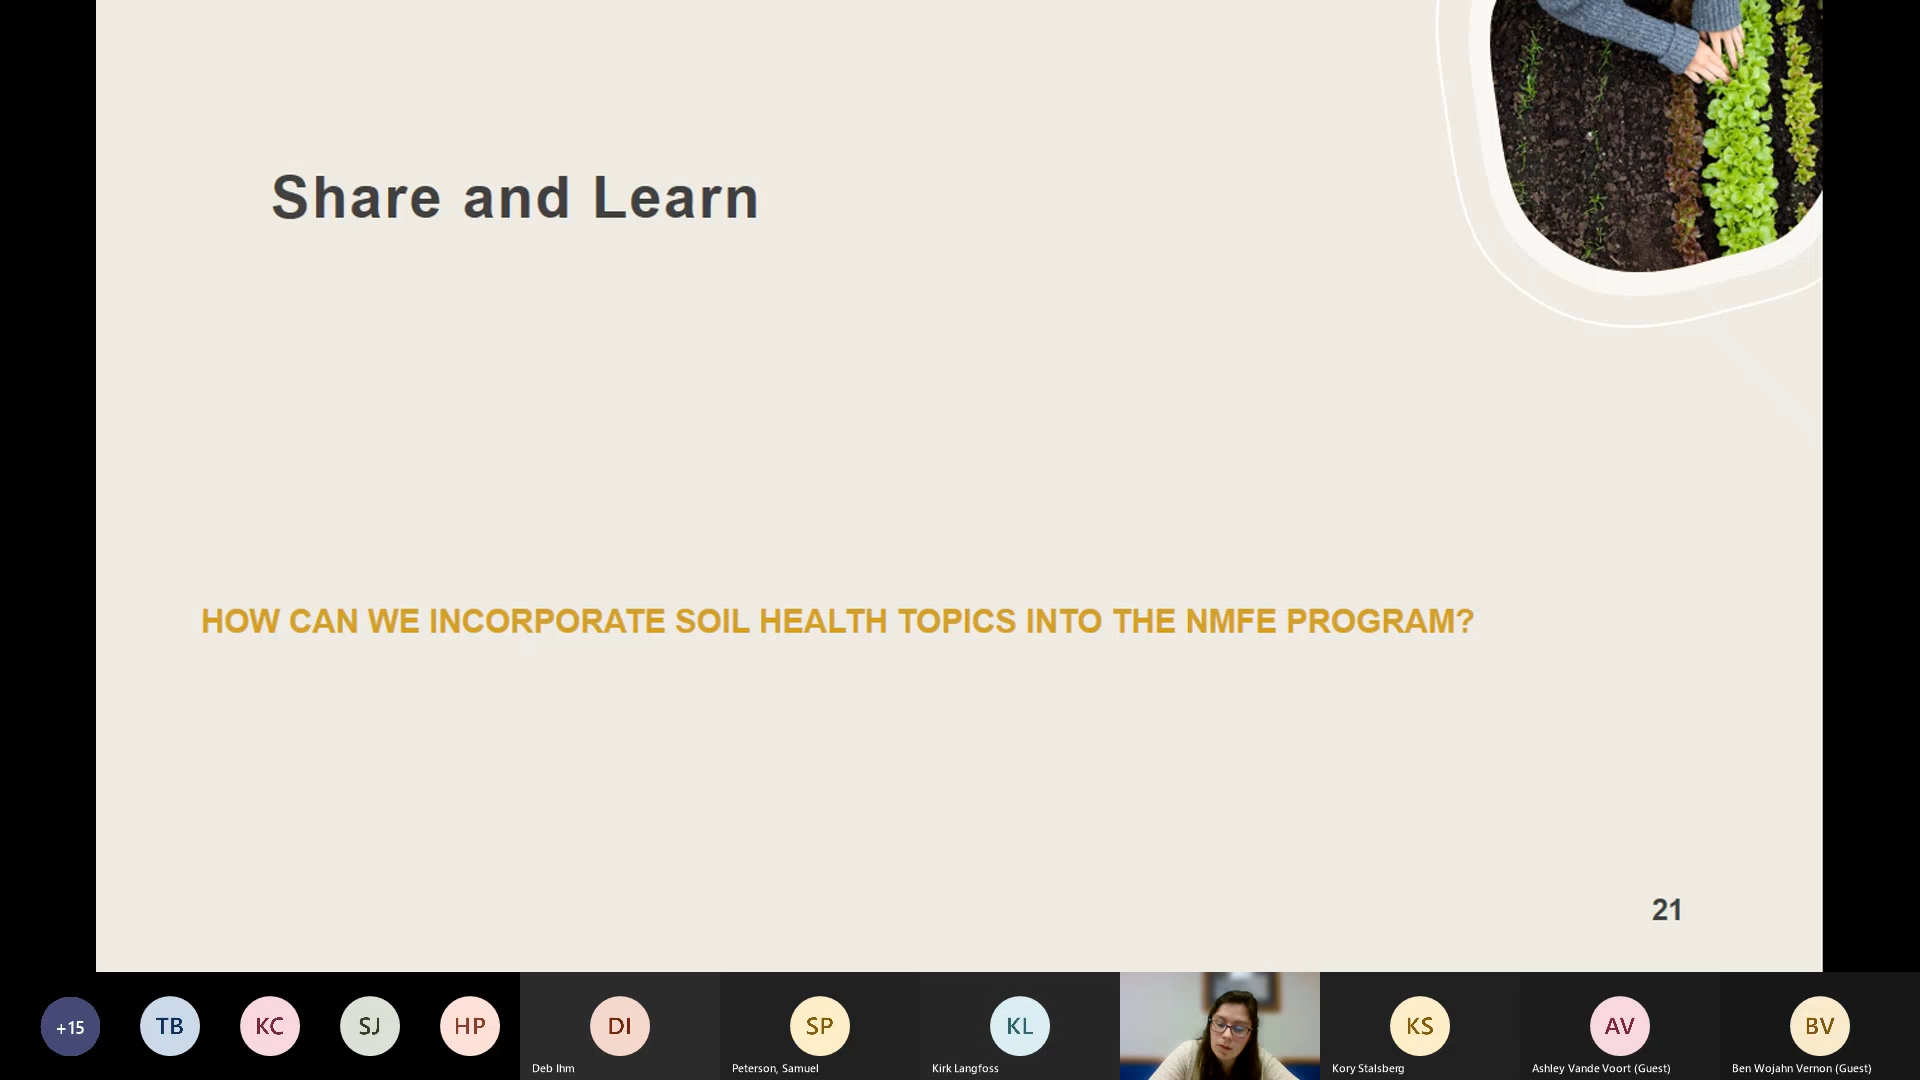 Share and Learn
HOW CAN WE INCORPORATE SOIL HEALTH TOPICS INTO THE NMFE PROGRAM?
21
+15
TB
KC
SJ
HP
DI
SP
KL
KS
AV
BV
Deb Ihm
Peterson, Samuel
Kirk Langfoss
Kory Stalsberg
Ashley Vande Voort (Guest)
Ben Wojahn Vernon (Guest)